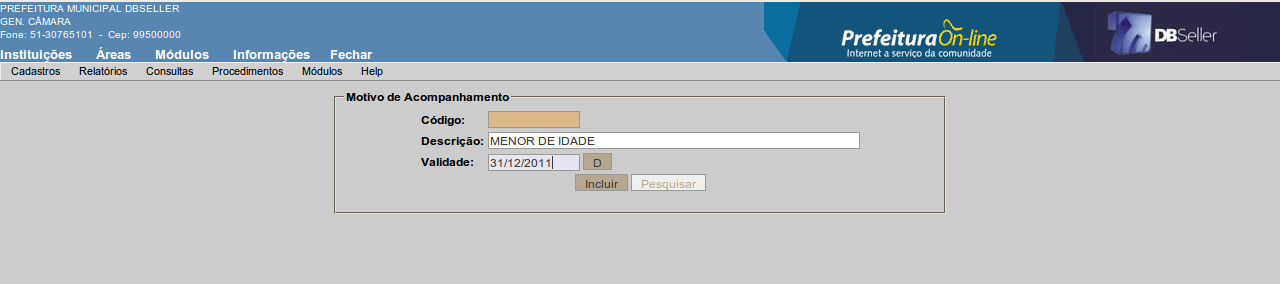 PREFEITURA MUNICIPAL DBSELLER
GEN. CÂMARA
Fone: 51-30765101 - Cep: 99500000
Prefeitura On-line
Internet a serviço da comunidade
DBSeller
Instituições Áreas Módulos Informações Fechar
Cadastros Relatórios Consultas Procedimentos Módulos Help
Motivo de Acompanhamento
Código:
Descrição: MENOR DE IDADE
Validade: 31/12/2011 D
Incluir Pesquisar